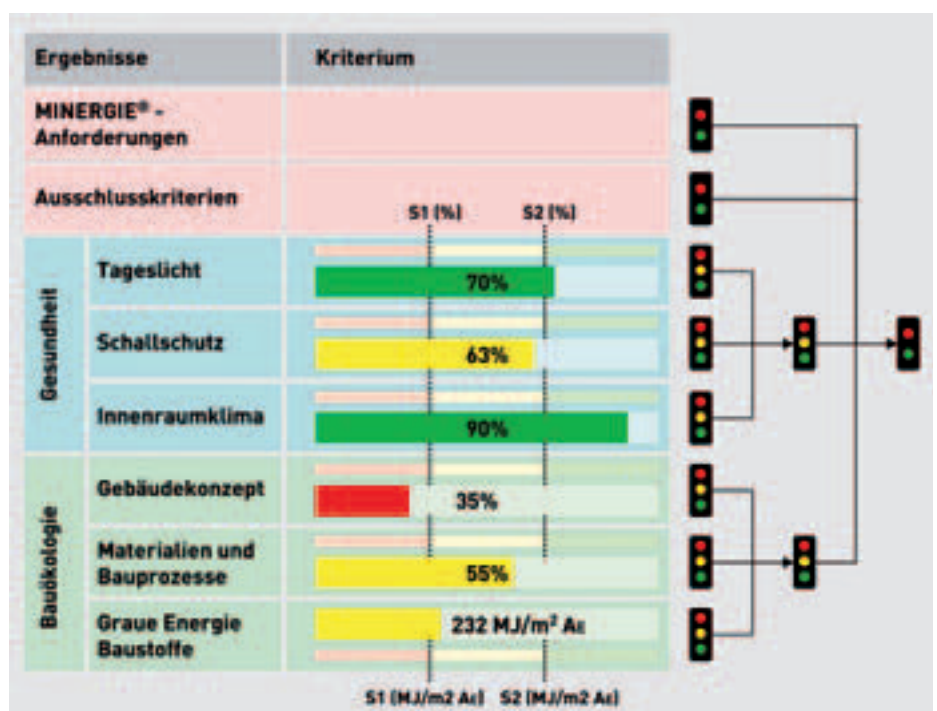 Ergebnisse Kriterium
MINERGIE® -
Anforderungen
Ausschlusskriterien
S1 (%) S2 (%)
Gesundheit
Tageslicht 70%
Schallschutz 63%
Innenraumklima 90%
Bauökologie
Gebäudekonzept 35%
Materialien und
Bauprozesse 55%
Graue Energie
Baustoffe
232 MJ/m² AE
S1 (MJ/m2 AE) S2 (MJ/m2 AE)